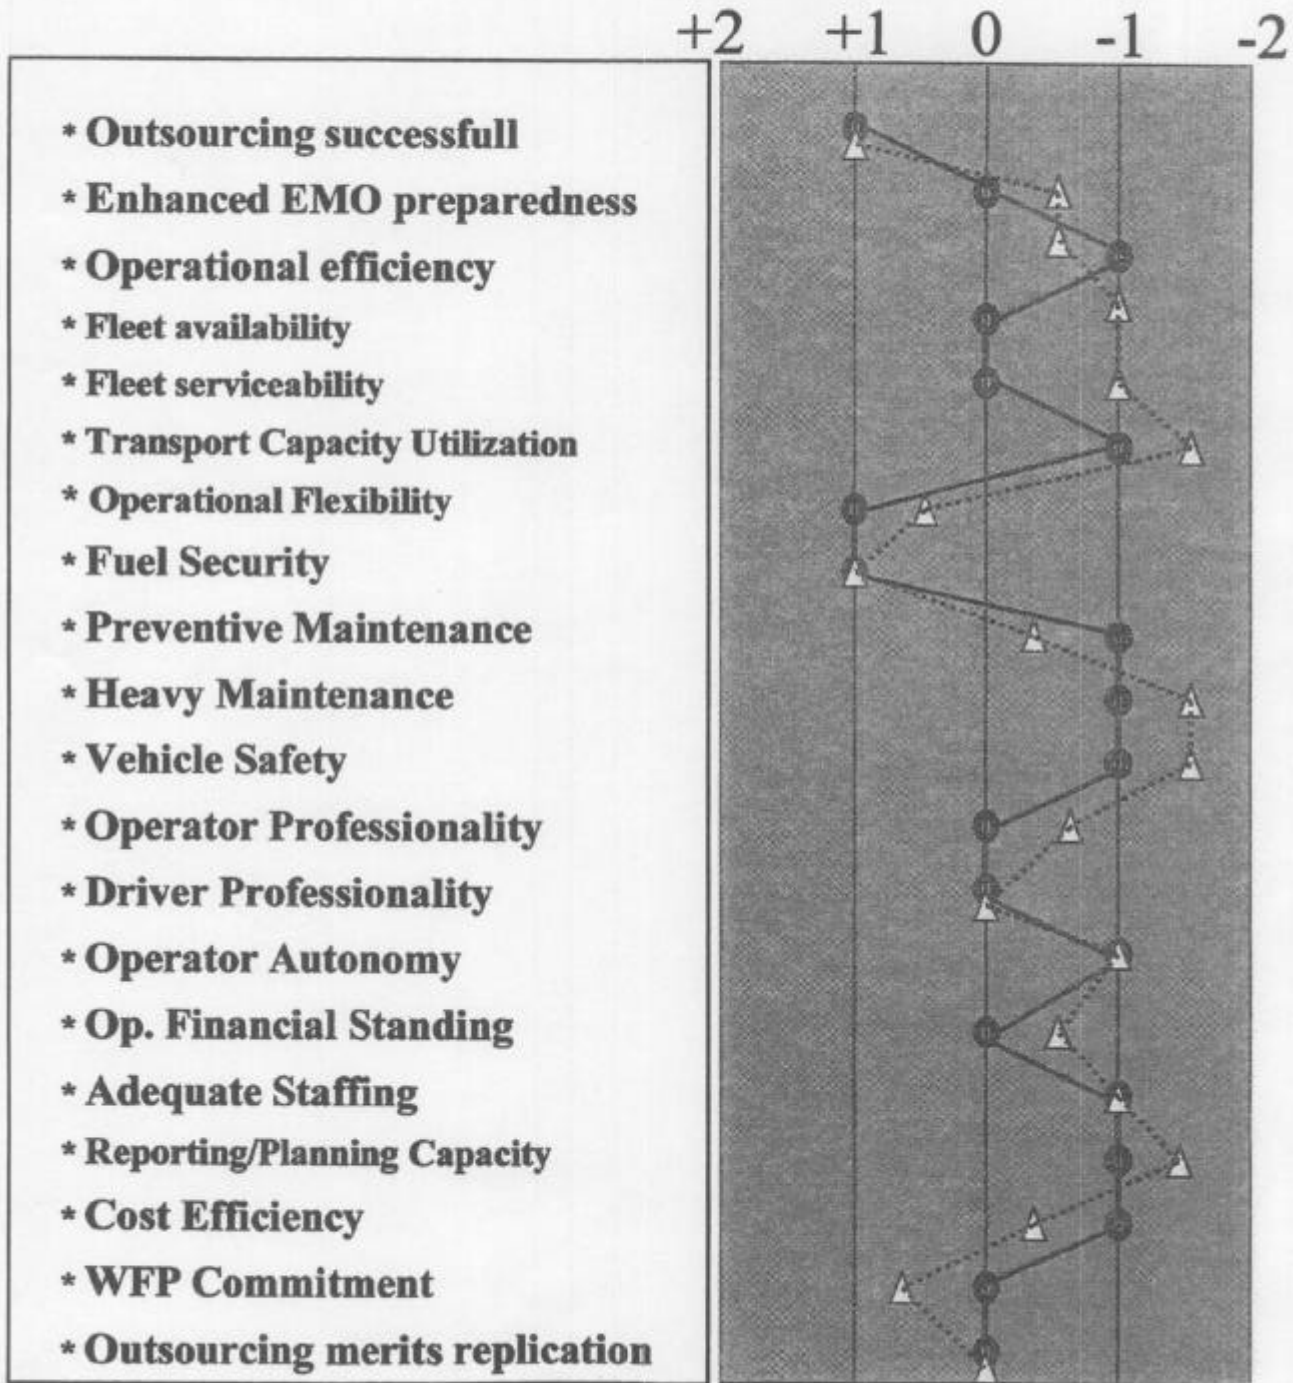 +2 +1 0 -1 -2
* Outsourcing successfull
* Enhanced EMO preparedness
* Operational efficiency
* Fleet availability
* Fleet serviceability
* Transport Capacity Utilization
* Operational Flexibility
* Fuel Security
* Preventive Maintenance
* Heavy Maintenance
* Vehicle Safety
* Operator Professionality
* Driver Professionality
* Operator Autonomy
* Op. Financial Standing
* Adequate Staffing
* Reporting/Planning Capacity
* Cost Efficiency
* WFP Commitment
* Outsourcing merits replication